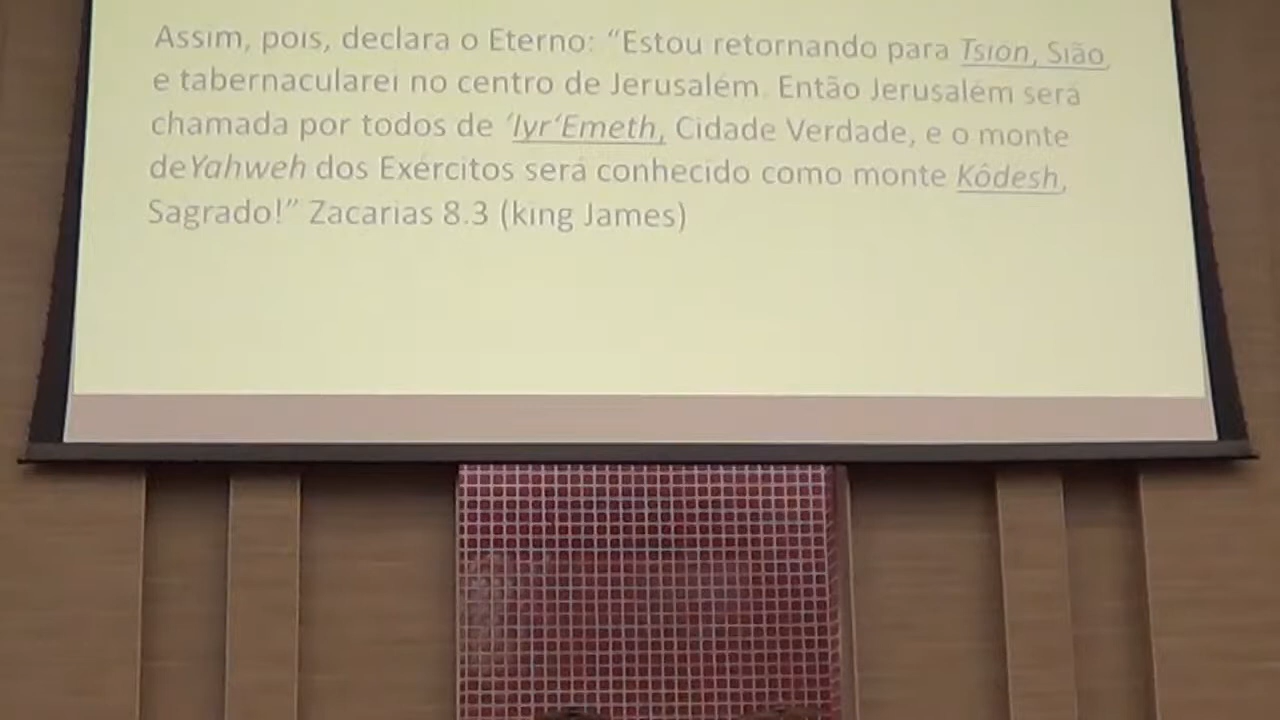 Assim, pois, declara o Eterno: “Estou retornando para Tsion, Sião,
e tabernacularei no centro de Jerusalém. Então Jerusalém será
chamada por todos de ‘Iyr‘Emeth, Cidade Verdade, e o monte
deYahweh dos Exércitos será conhecido como monte Kôdesh,
Sagrado!” Zacarias 8.3 (king James)